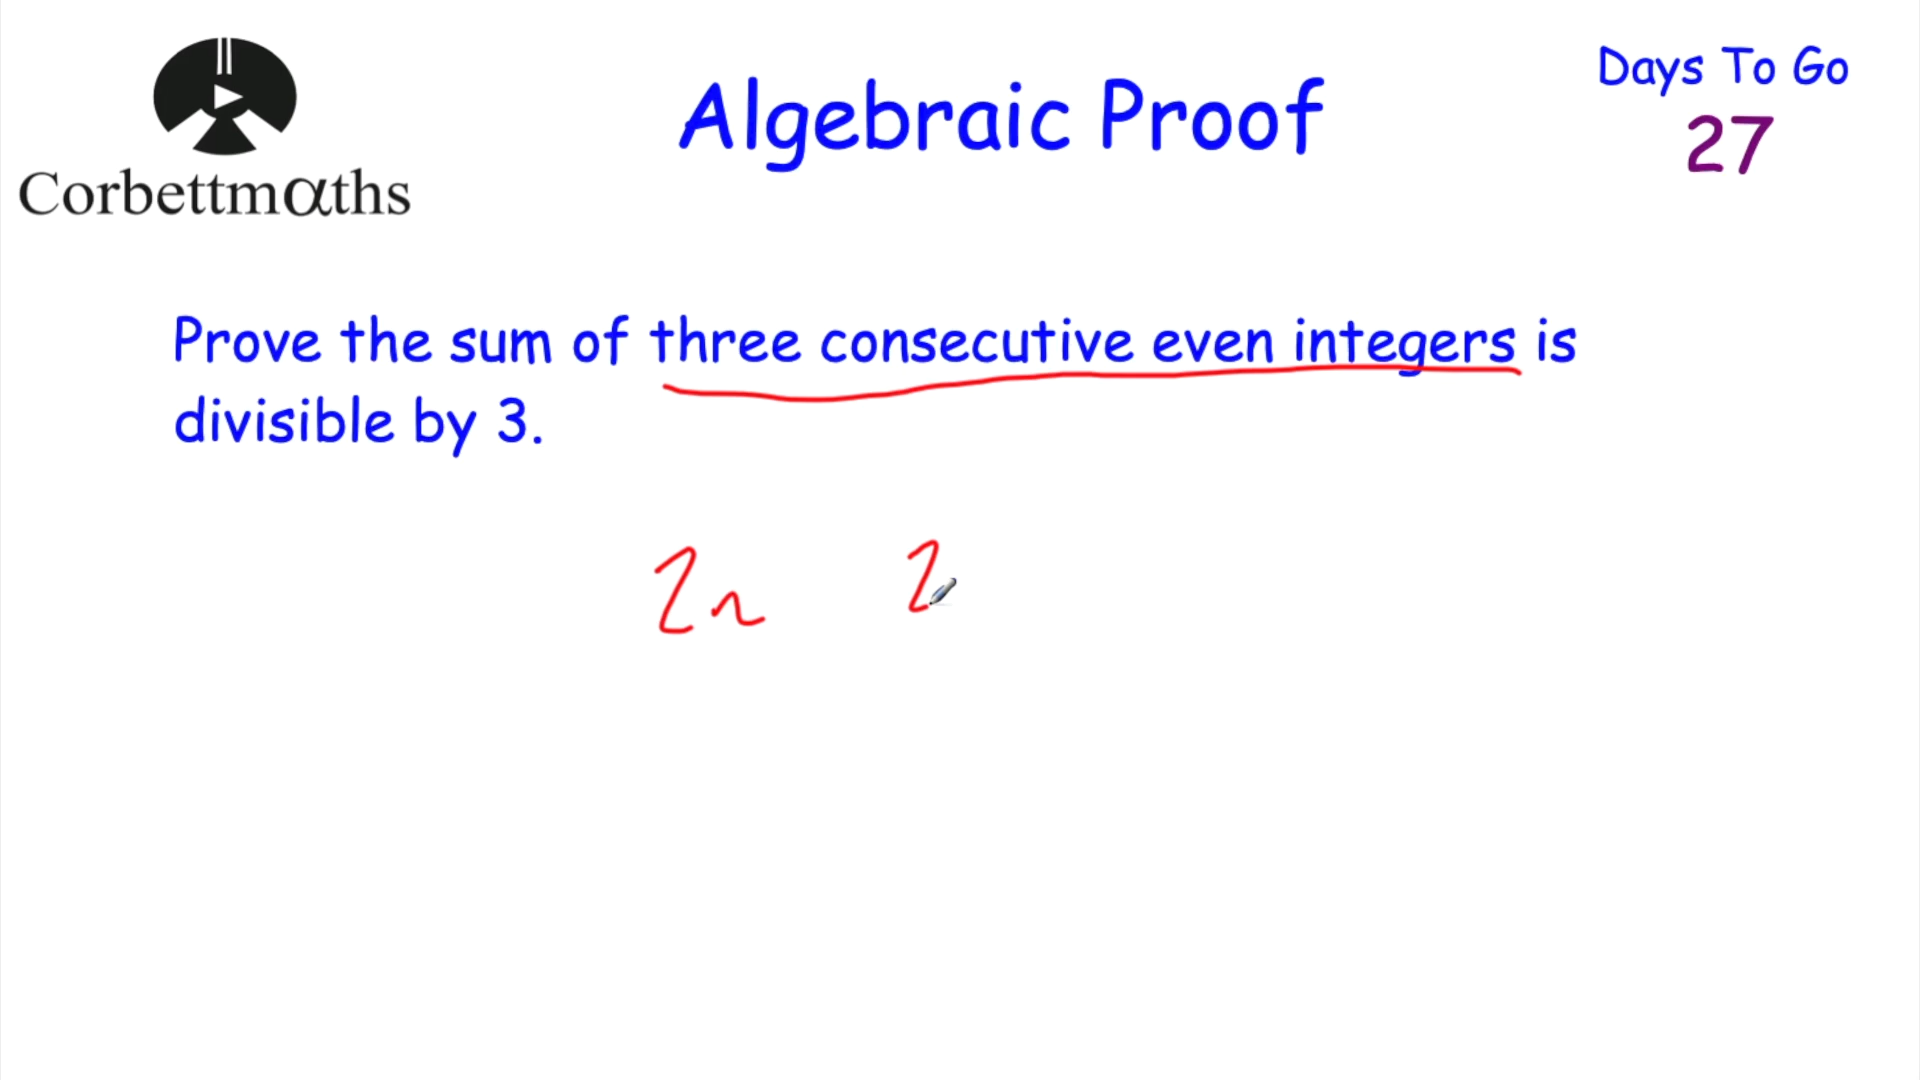 Corbettmαths
Algebraic Proof
Days To Go
27
Prove the sum of three consecutive even integers is
divisible by 3.
2n 2